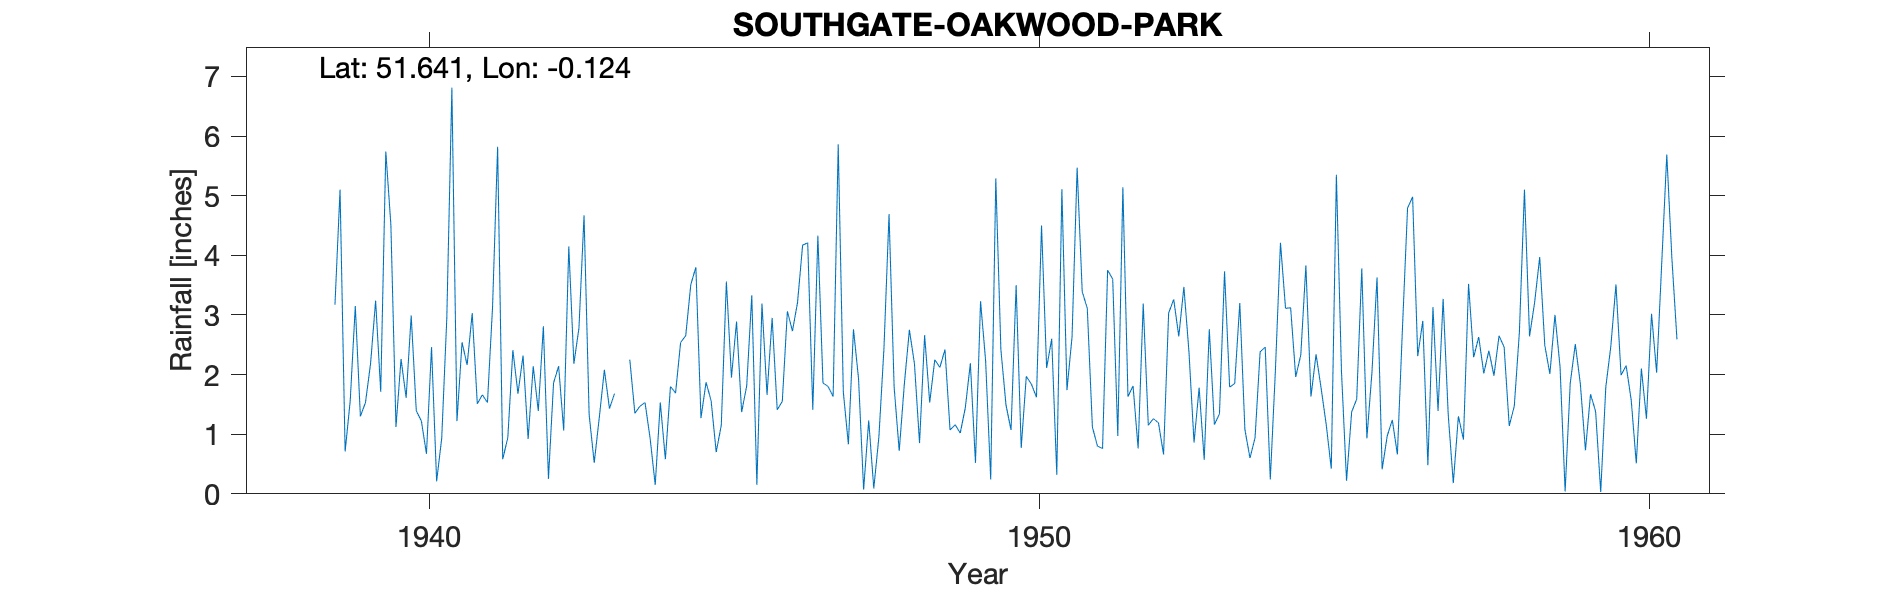 SOUTHGATE-OAKWOOD-PARK
Lat: 51.641, Lon: -0.124
7
6
5
4
3
2
1
0
Rainfall [inches]
1940
1950
1960
Year